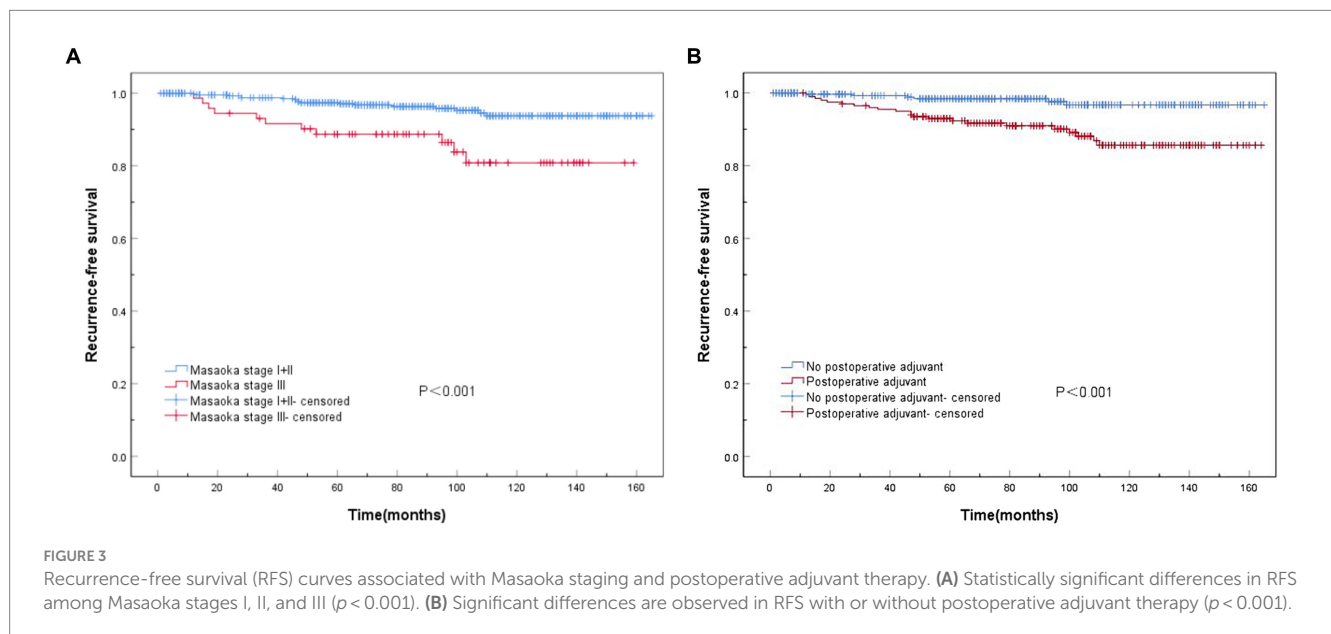 A
B
Recurrence-free survival
1.0
0.8
0.6
0.4
0.2
0.0
Masaoka stage I+II
Masaoka stage III
Masaoka stage I+II- censored
Masaoka stage III- censored
P<0.001
0 20 40 60 80 100 120 140 160
Time(months)
Recurrence-free survival
1.0
0.8
0.6
0.4
0.2
0.0
No postoperative adjuvant
Postoperative adjuvant
No postoperative adjuvant- censored
Postoperative adjuvant- censored
P<0.001
0 20 40 60 80 100 120 140 160
Time(months)
FIGURE 3
Recurrence-free survival (RFS) curves associated with Masaoka staging and postoperative adjuvant therapy. (A) Statistically significant differences in RFS
among Masaoka stages I, II, and III (p < 0.001). (B) Significant differences are observed in RFS with or without postoperative adjuvant therapy (p < 0.001).